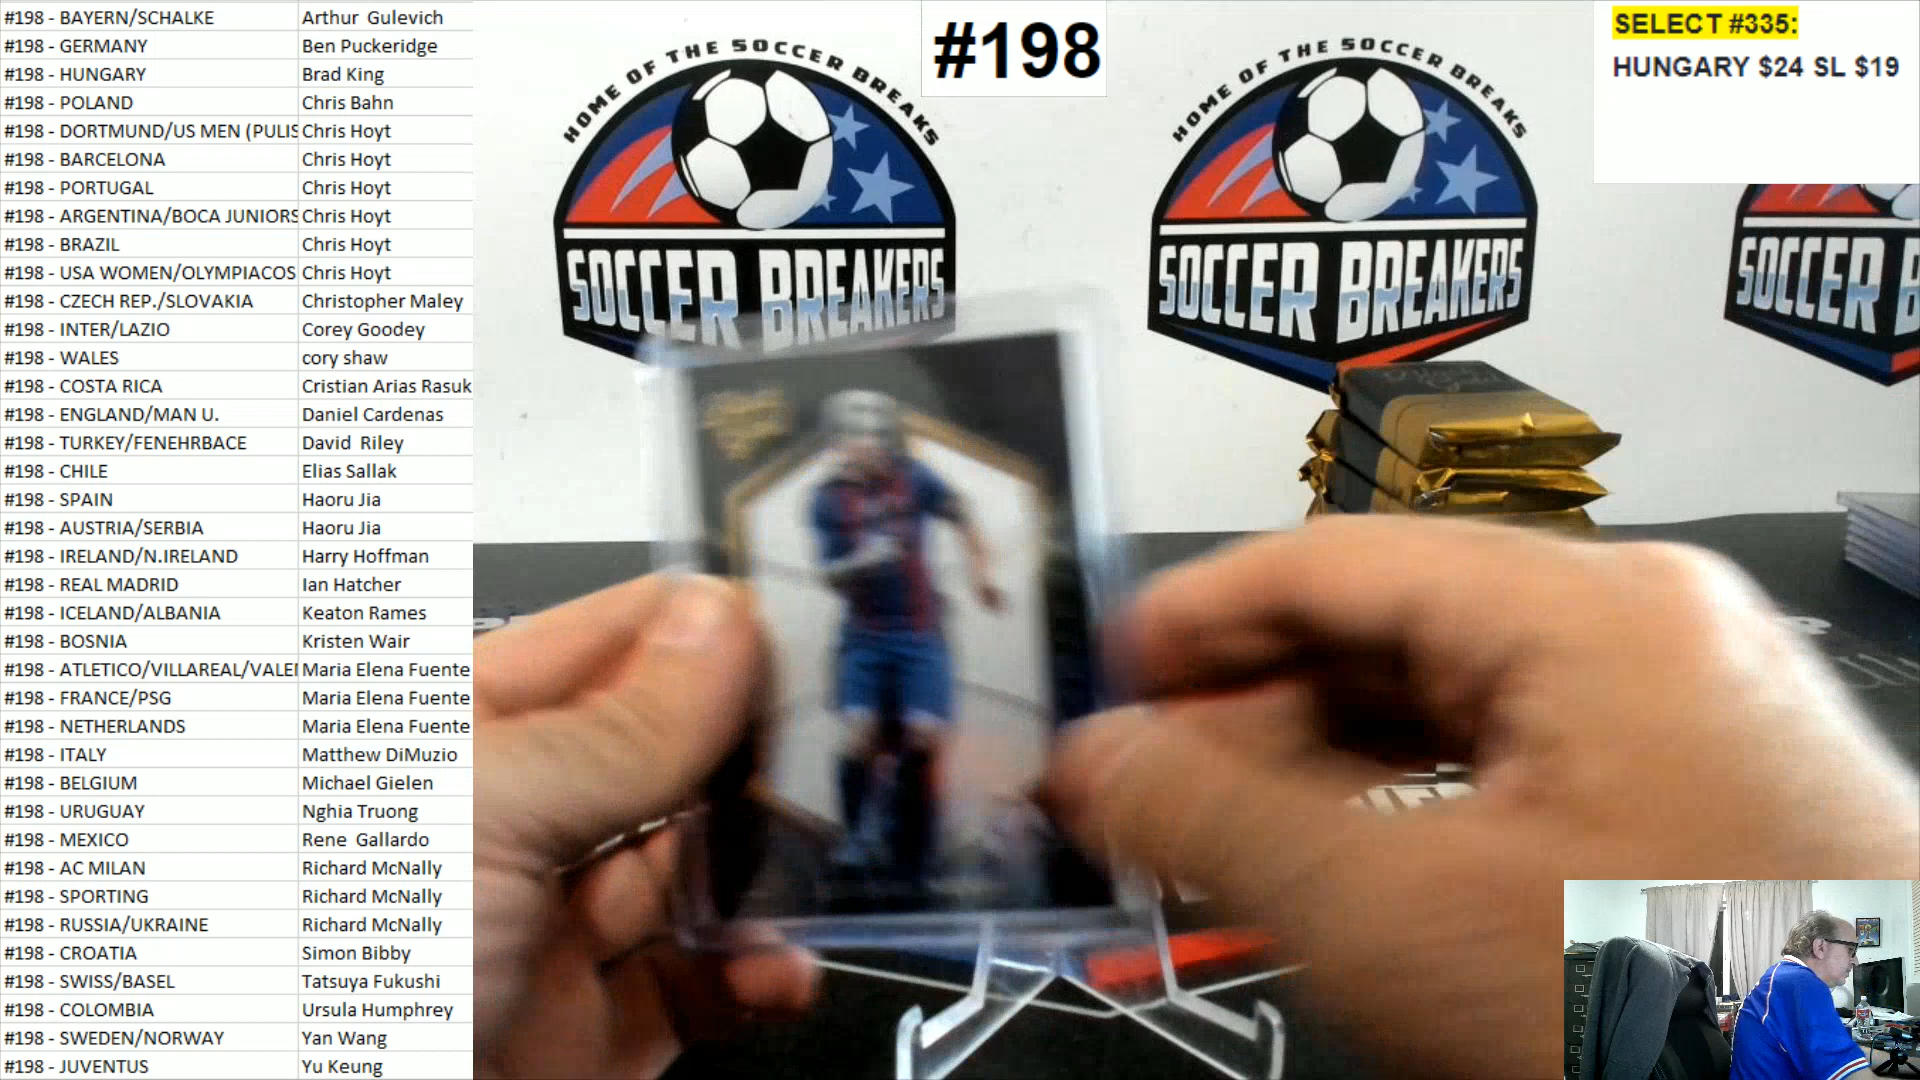 #198 - BAYERN/SCHALKE Arthur Gulevich
#198 - GERMANY Ben Puckeridge
#198 - HUNGARY Brad King
#198 - POLAND Chris Bahn
#198 - DORTMUND/US MEN (PULIS Chris Hoyt
#198 - BARCELONA Chris Hoyt
#198 - PORTUGAL Chris Hoyt
#198 - ARGENTINA/BOCA JUNIORS Chris Hoyt
#198 - BRAZIL Chris Hoyt
#198 - USA WOMEN/OLYMPIACOS Chris Hoyt
#198 - CZECH REP./SLOVAKIA Christopher Maley
#198 - INTER/LAZIO Corey Goodey
#198 - WALES cory shaw
#198 - COSTA RICA Cristian Arias Rasuk
#198 - ENGLAND/MAN U. Daniel Cardenas
#198 - TURKEY/FENEHRBACE David Riley
#198 - CHILE Elias Sallak
#198 - SPAIN Haoru Jia
#198 - AUSTRIA/SERBIA Haoru Jia
#198 - IRELAND/N.IRELAND Harry Hoffman
#198 - REAL MADRID Ian Hatcher
#198 - ICELAND/ALBANIA Keaton Rames
#198 - BOSNIA Kristen Wair
#198 - ATLETICO/VILLAREAL/VALEI Maria Elena Fuente
#198 - FRANCE/PSG Maria Elena Fuente
#198 - NETHERLANDS Maria Elena Fuente
#198 - ITALY Matthew DiMuzio
#198 - BELGIUM Michael Gielen
#198 - URUGUAY Nghia Truong
#198 - MEXICO Rene Gallardo
#198 - AC MILAN Richard McNally
#198 - SPORTING Richard McNally
#198 - RUSSIA/UKRAINE Richard McNally
#198 - CROATIA Simon Bibby
#198 - SWISS/BASEL Tatsuya Fukushi
#198 - COLOMBIA Ursula Humphrey
#198 - SWEDEN/NORWAY Yan Wang
#198 - JUVENTUS Yu Keung
#198
HOME OF THE SOCCER BREAKS
SOCCER BREAKERS
HOME OF THE SOCCER BREAKS
SOCCER BREAKERS
SOCCER B
SELECT #335:
HUNGARY $24 SL $19